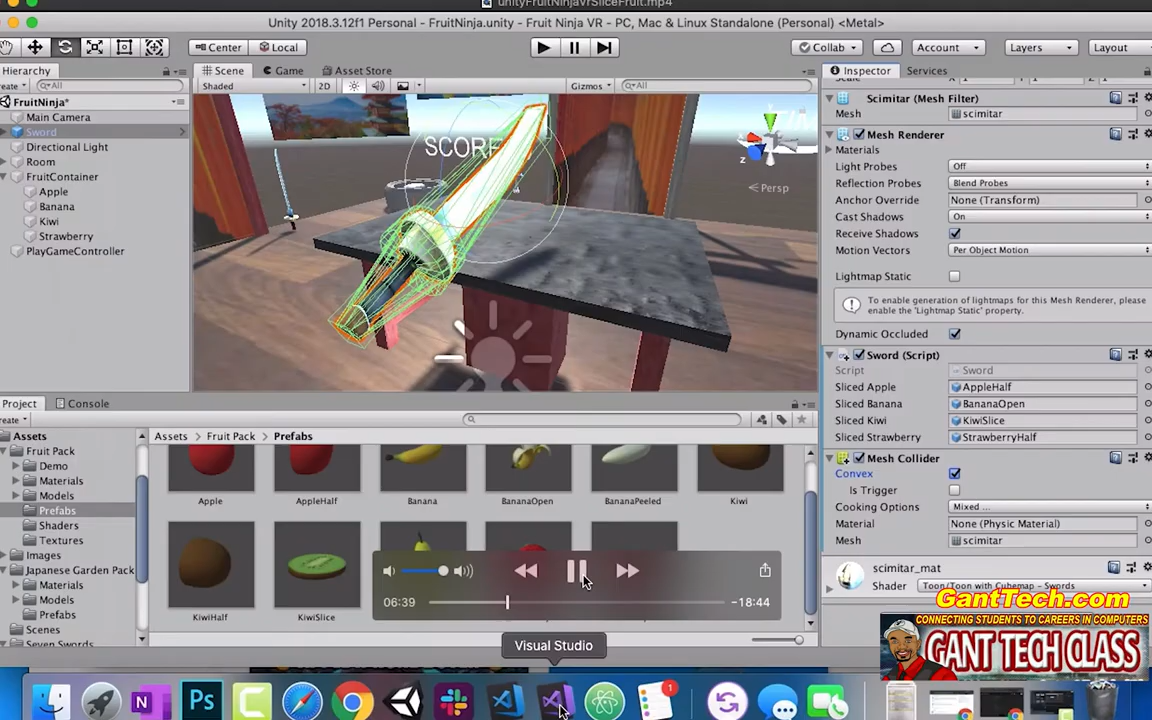 unityFruitNinjaVrSliceFruit.mp4
Unity 2018.3.12f1 Personal - FruitNinja.unity - Fruit Ninja VR - PC, Mac & Linux Standalone (Personal) <Metal>
Center Local Collab Account Layers Layout
Hierarchy Scene Game Asset Store Inspector Services
All Shaded 2D Gizmos All
FruitNinja*
Main Camera
Sword
Directional Light
Room
FruitContainer
Apple
Banana
Kiwi
Strawberry
PlayGameController
SCORE
z
Persp
Scimitar (Mesh Filter)
Mesh scimitar
Mesh Renderer
Materials
Light Probes Off
Reflection Probes Blend Probes
Anchor Override None (Transform)
Cast Shadows On
Receive Shadows
Motion Vectors Per Object Motion
Lightmap Static
To enable generation of lightmaps for this Mesh Renderer, please
enable the 'Lightmap Static' property.
Dynamic Occluded
Sword (Script)
Script Sword
Sliced Apple AppleHalf
Sliced Banana BananaOpen
Sliced Kiwi KiwiSlice
Sliced Strawberry StrawberryHalf
Mesh Collider
Convex
Is Trigger
Cooking Options Mixed ...
Material None (Physic Material)
Mesh scimitar
scimitar_mat
Shader Toon/Toon with Cubemap - Swords
Project Console
Assets
Fruit Pack
Demo
Materials
Models
Prefabs
Shaders
Textures
Images
Japanese Garden Pack
Materials
Models
Prefabs
Scenes
Seven Swords
Assets Fruit Pack Prefabs
Apple AppleHalf Banana BananaOpen BananaPeeled Kiwi
KiwiHalf KiwiSlice
06:39 -18:44
Visual Studio
GantTech.com
CONNECTING STUDENTS TO CAREERS IN COMPUTERS
GANT TECH CLASS
N Ps C 1